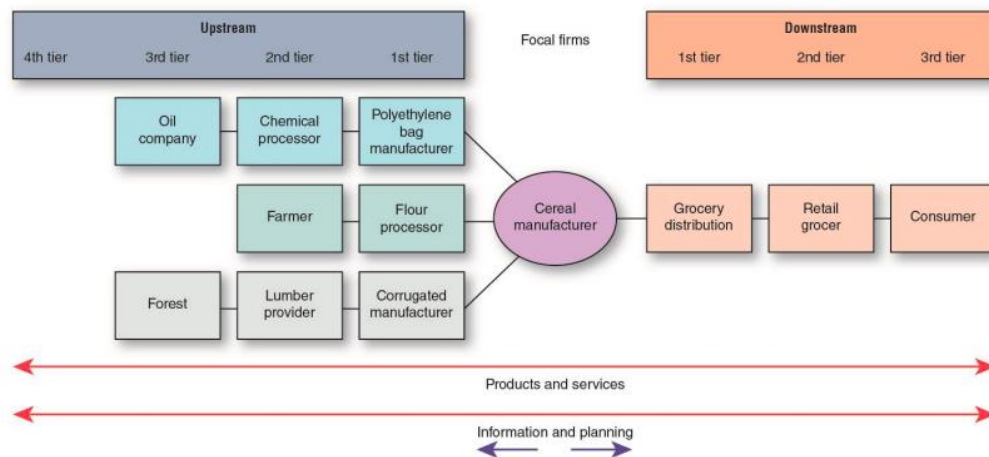 Upstream
4th tier 3rd tier 2nd tier 1st tier
Focal firms
Downstream
1st tier 2nd tier 3rd tier
Oil
company
Chemical
processor
Polyethylene
bag
manufacturer
Farmer
Flour
processor
Cereal
manufacturer
Grocery
distribution
Retail
grocer
Consumer
Forest
Lumber
provider
Corrugated
manufacturer
Products and services
Information and planning